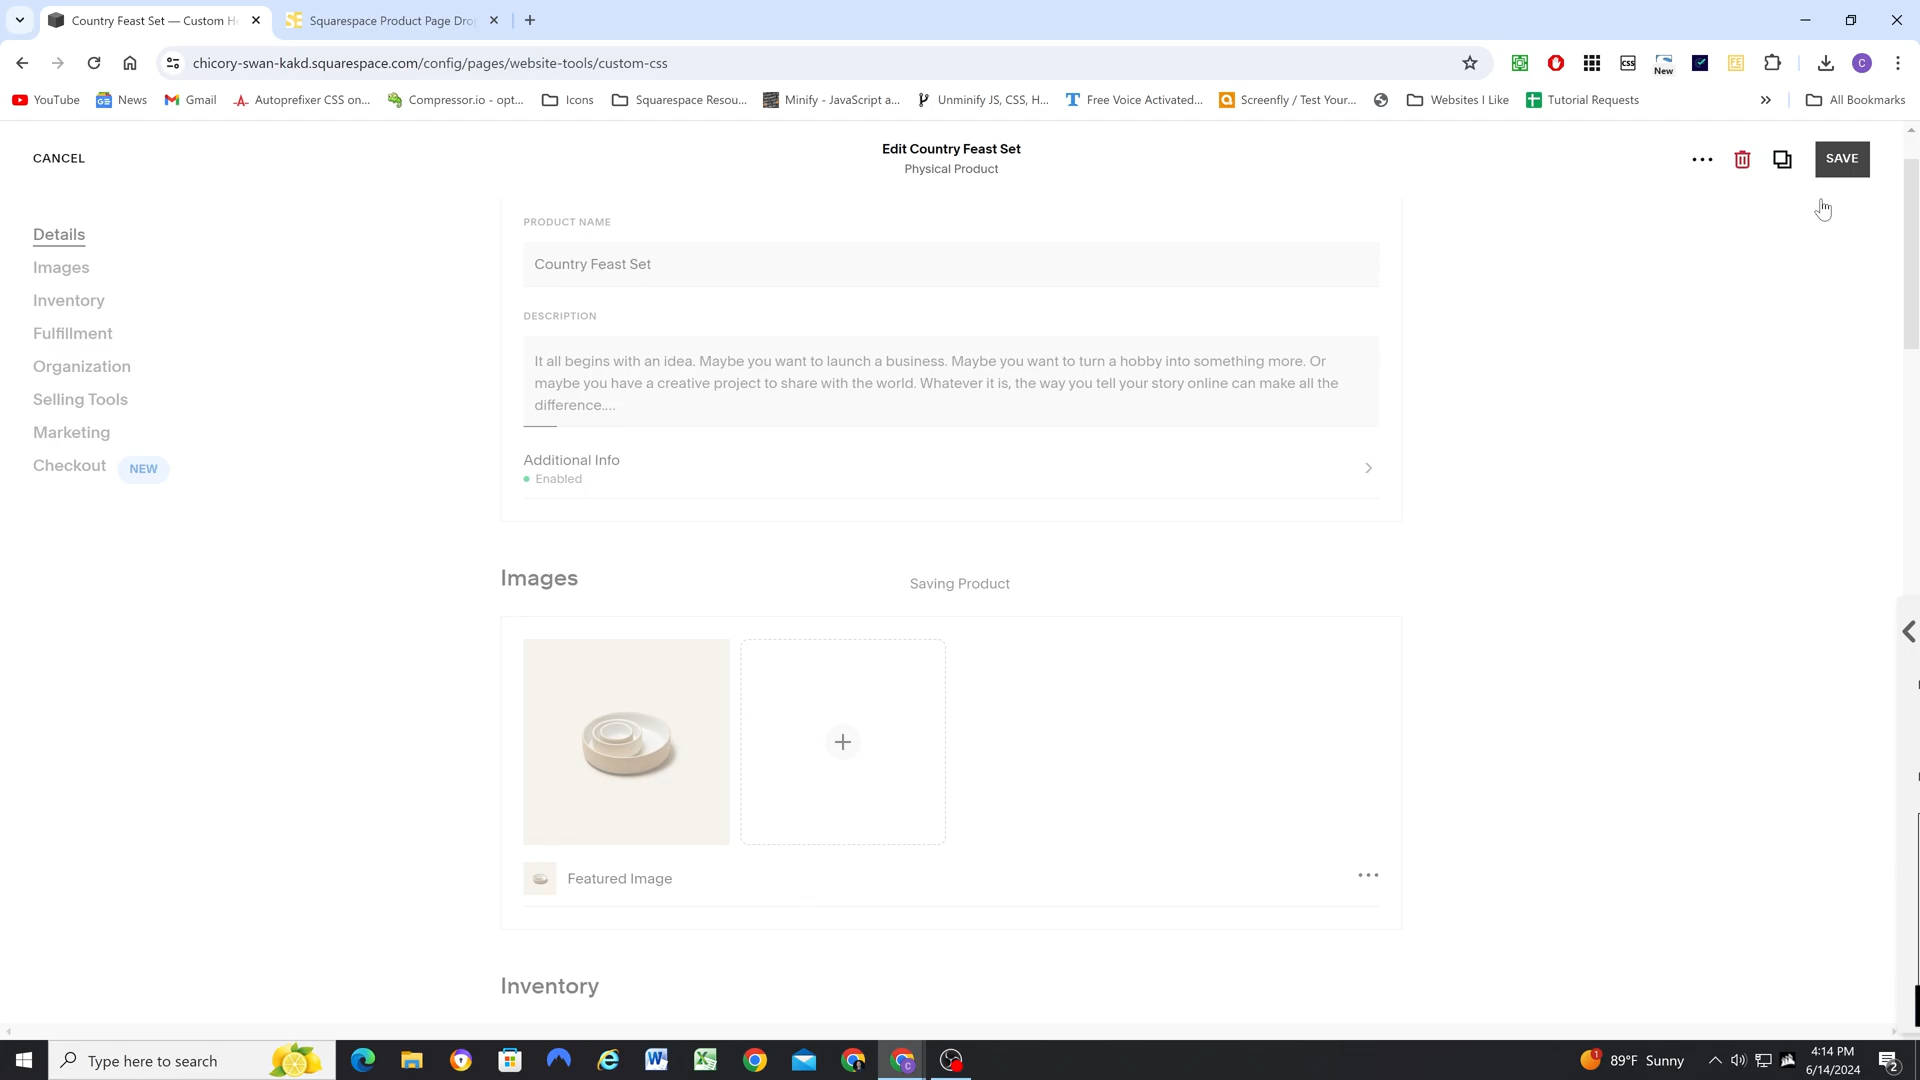 Country Feast Set — Custom H
Squarespace Product Page Dro
chicory-swan-kakd.squarespace.com/config/pages/website-tools/custom-css
New
YouTube
News
Gmail
Autoprefixer CSS on...
Compressor.io - opt...
Icons
Squarespace Resou...
Minify - JavaScript a...
Unminify JS, CSS, H...
Free Voice Activated...
Screenfly / Test Your...
Websites I Like
Tutorial Requests
All Bookmarks
CANCEL
Edit Country Feast Set
Physical Product
SAVE
Details
Images
Inventory
Fulfillment
Organization
Selling Tools
Marketing
Checkout NEW
PRODUCT NAME
Country Feast Set
DESCRIPTION
It all begins with an idea. Maybe you want to launch a business. Maybe you want to turn a hobby into something more. Or
maybe you have a creative project to share with the world. Whatever it is, the way you tell your story online can make all the
difference....
Additional Info
Enabled
Images
Saving Product
Featured Image
Inventory
Type here to search
89°F Sunny
4:14 PM
6/14/2024
2